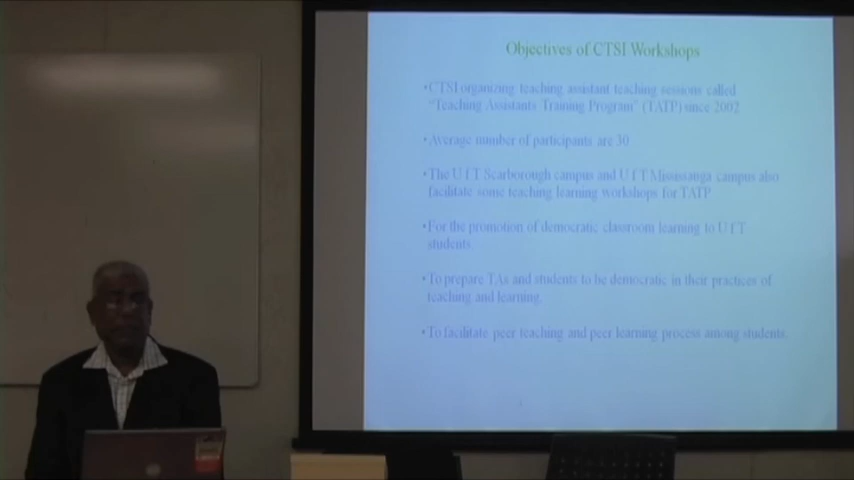 Objectives of CTSI Workshops
•CTSI organizing teaching assistant teaching sessions called
"Teaching Assistants Training Program" (TATP) since 2002
•Average number of participants are 30
•The U f T Scarborough campus and U f T Mississauga campus also
facilitate some teaching learning workshops for TATP
•For the promotion of democratic classroom learning to U f T
students.
•To prepare TAs and students to be democratic in their practices of
teaching and learning.
•To facilitate peer teaching and peer learning process among students.